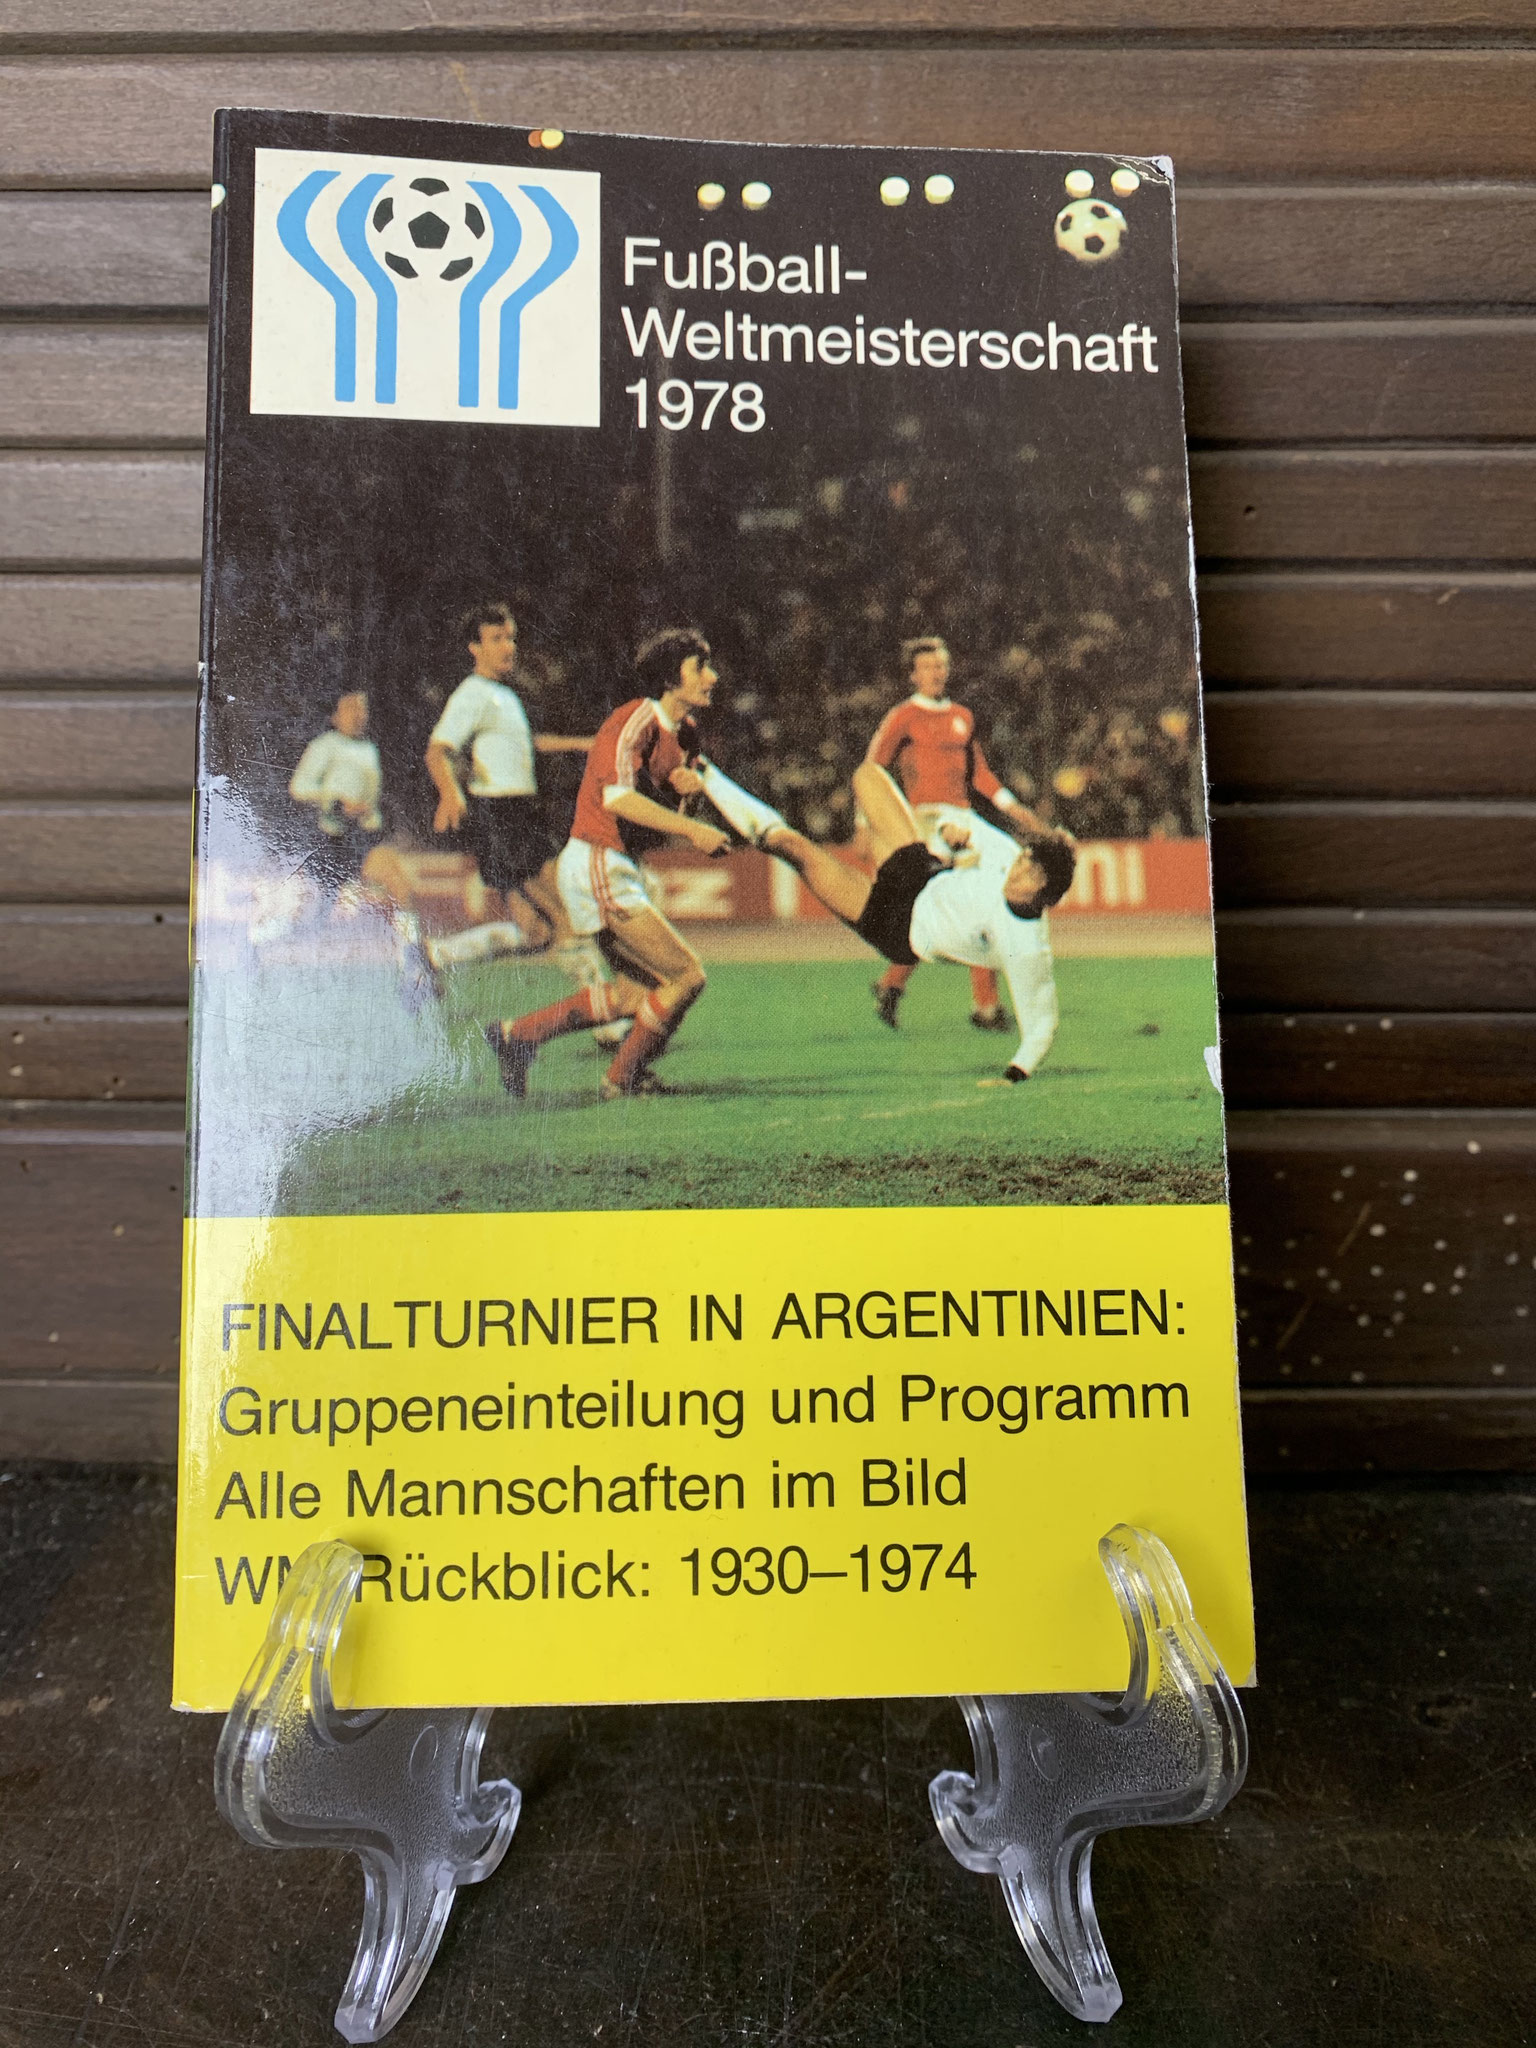 Fußball-
Weltmeisterschaft
1978
FINALTURNIER IN ARGENTINIEN:
Gruppeneinteilung und Programm
Alle Mannschaften im Bild
Rückblick: 1930–1974